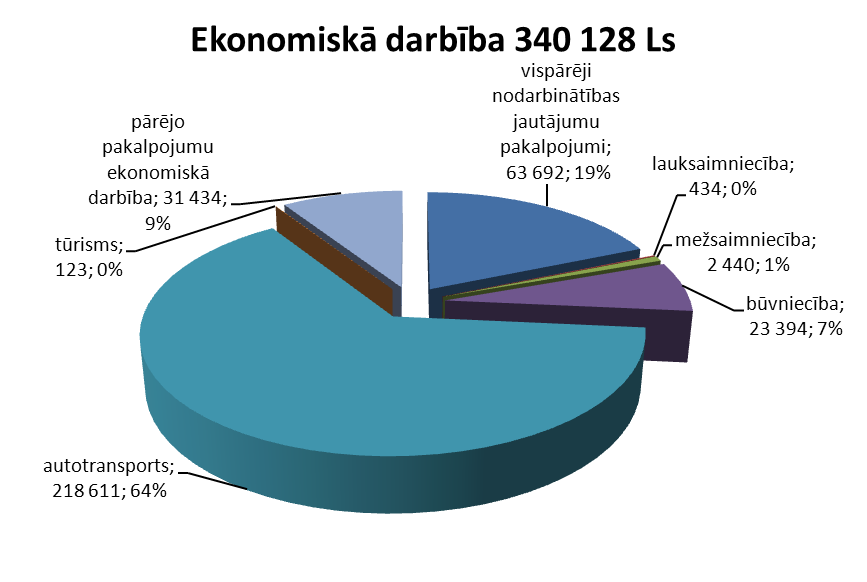 Ekonomiskā darbība 340 128 Ls
vispārēji
nodarbinātības
jautājumu
pakalpojumi;
63 692; 19%
lauksaimniecība;
434; 0%
mežsaimniecība;
2 440; 1%
būvniecība;
23 394; 7%
autotransports;
218 611; 64%
tūrisms;
123; 0%
pārējo
pakalpojumu
ekonomiskā
darbība; 31 434;
9%